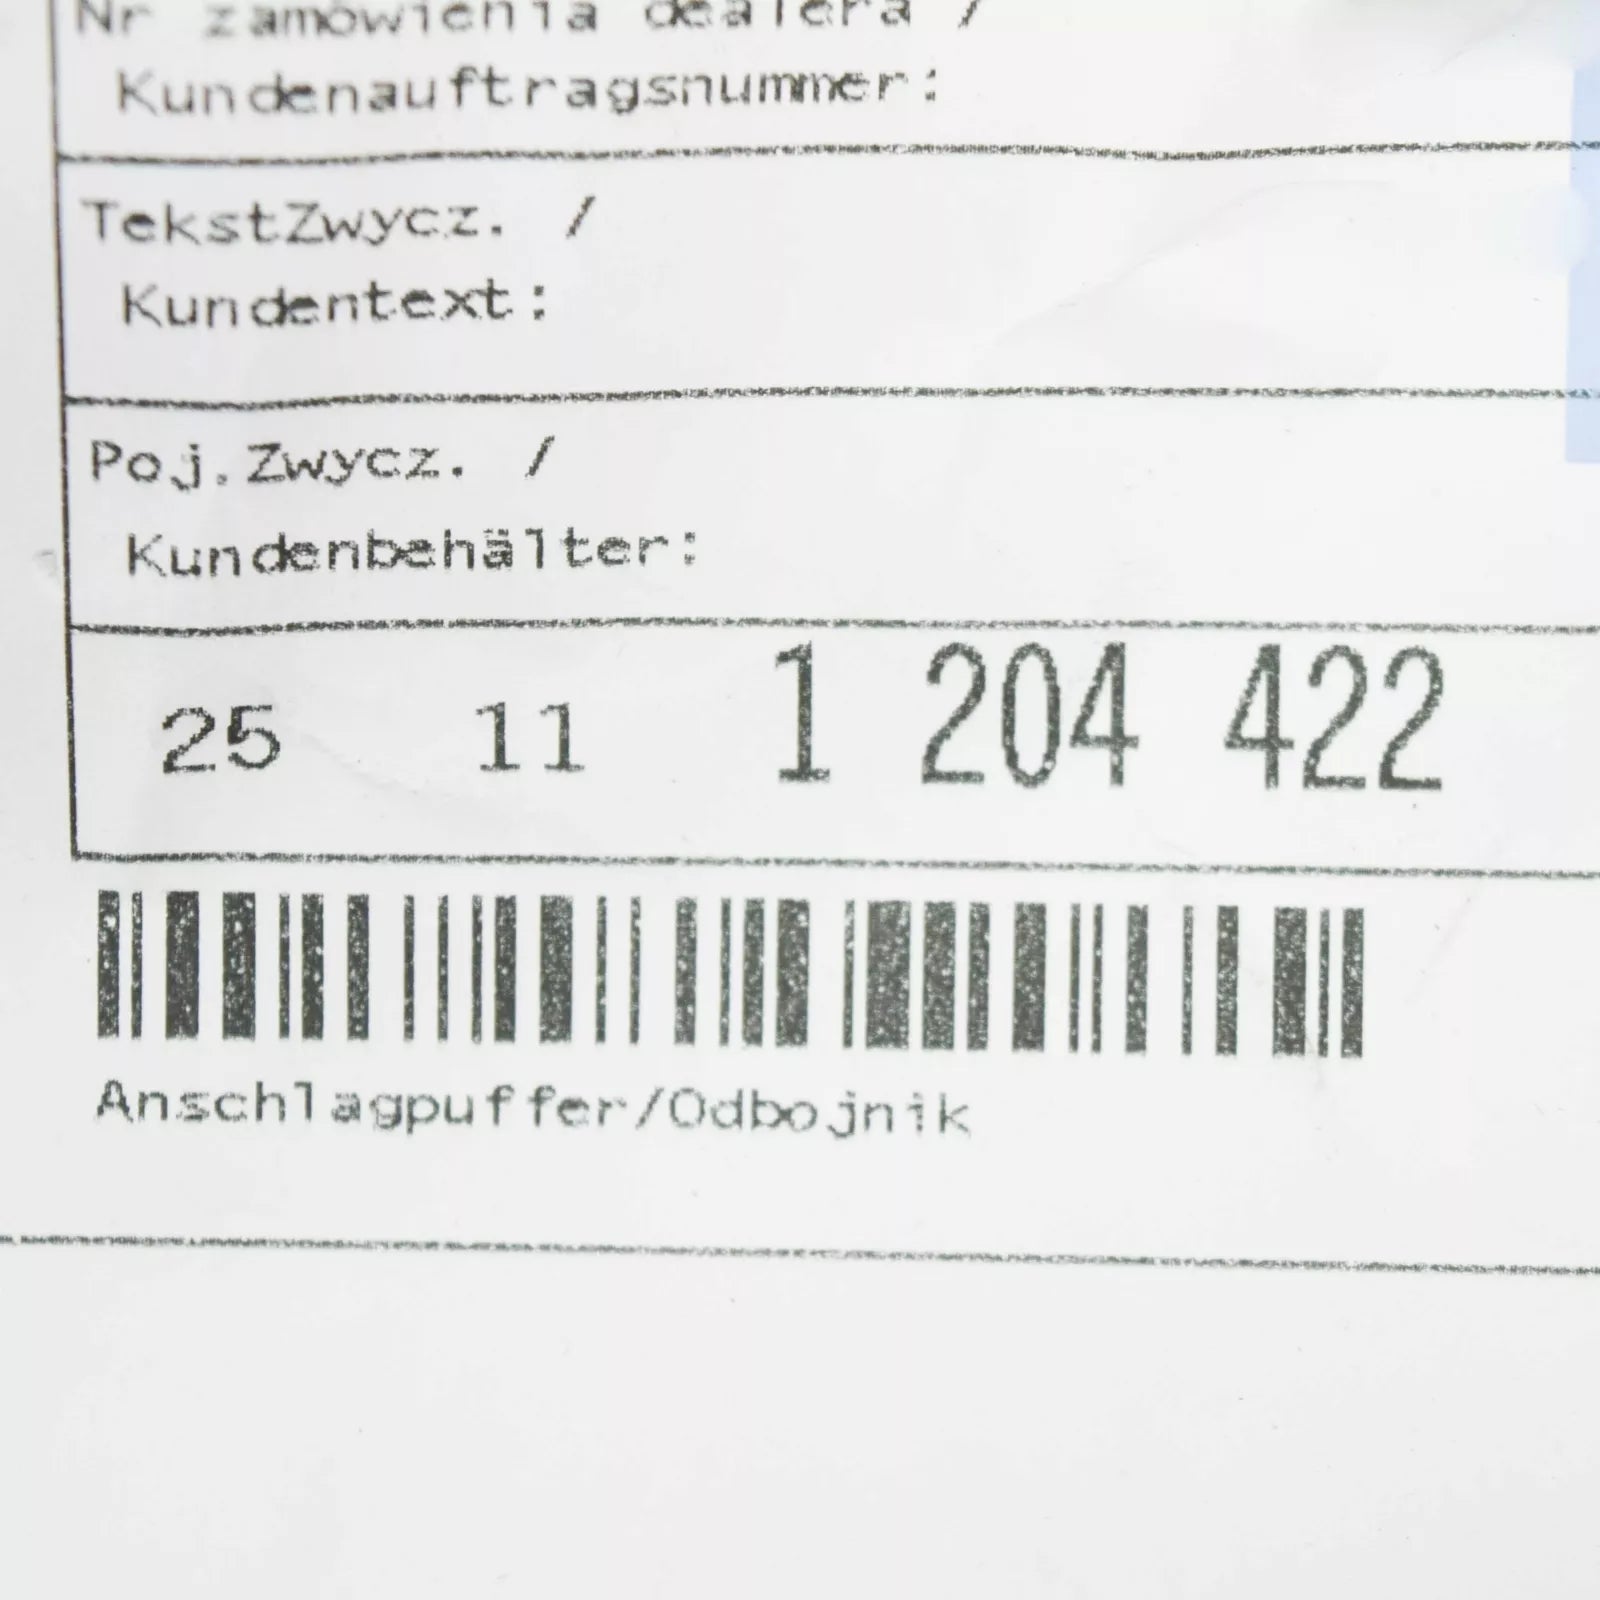 Nr zamówienia dealera /
Kundenauftragsnummer:
TekstZwycz. /
Kundentext:
Poj.Zwycz. /
Kundenbehälter:
25 11 1 204 422
Anschlagpuffer/Odbojnik